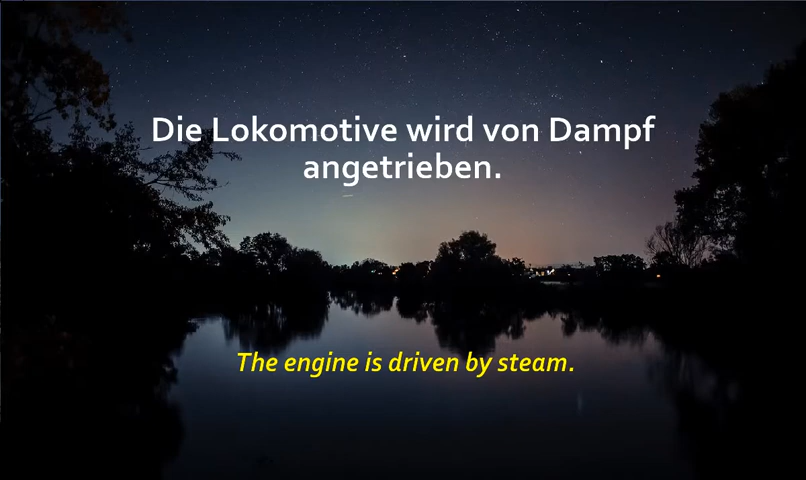 Die Lokomotive wird von Dampf
angetrieben.
The engine is driven by steam.